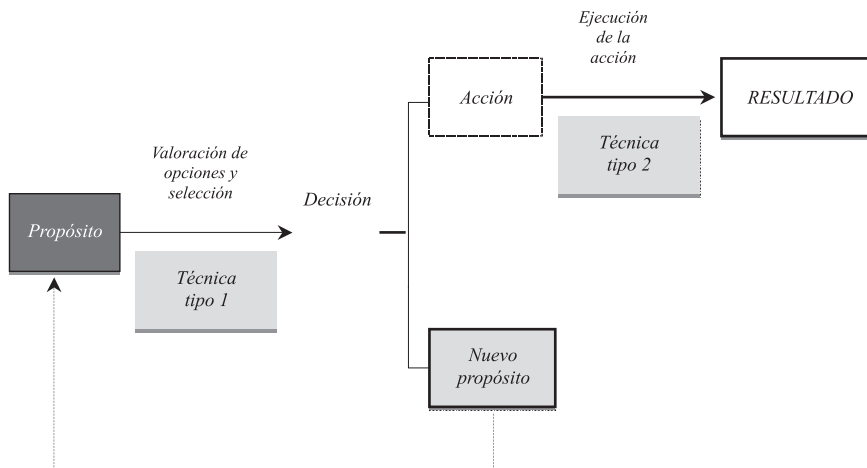 Ejecución
de la
acción
Acción
RESULTADO
Técnica
tipo 2
Valoración de
opciones y
selección
Decisión
Propósito
Técnica
tipo 1
Nuevo
propósito